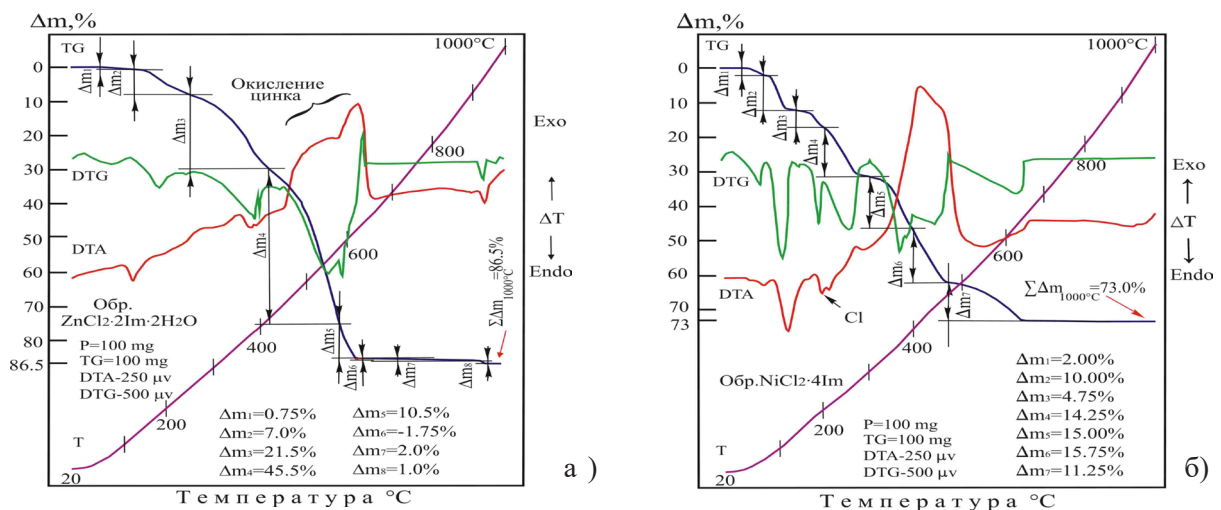 Δm,%
TG
0
10
20
30
40
50
60
70
80
86.5
DTG
DTA
Δm₁
Δm₂
Δm₃
Δm₄
Δm₅
Δm₆
Δm₇
Δm₈
Окисление
цинка
1000°C
800
600
400
200
20
T
Exo
ΔT
Endo
ΣΔm1000°C=86.5%
Обр.
ZnCl2·2Im·2H2O
P=100 mg
TG=100 mg
DTA-250 μv
DTG-500 μv
Δm₁=0.75%
Δm₂=7.0%
Δm₃=21.5%
Δm₄=45.5%
Δm₅=10.5%
Δm₆=-1.75%
Δm₇=2.0%
Δm₈=1.0%
а )
Температура °C
Δm,%
TG
0
10
20
30
40
50
60
70
73
DTG
DTA
Δm₁
Δm₂
Δm₃
Δm₄
Δm₅
Δm₆
Δm₇
Cl
1000°C
800
600
400
200
20
T
Exo
ΔT
Endo
ΣΔm1000°C=73.0%
Обр.NiCl2·4Im
P=100 mg
TG=100 mg
DTA-250 μv
DTG-500 μv
Δm₁=2.00%
Δm₂=10.00%
Δm₃=4.75%
Δm₄=14.25%
Δm₅=15.00%
Δm₆=15.75%
Δm₇=11.25%
б)
Температура °C